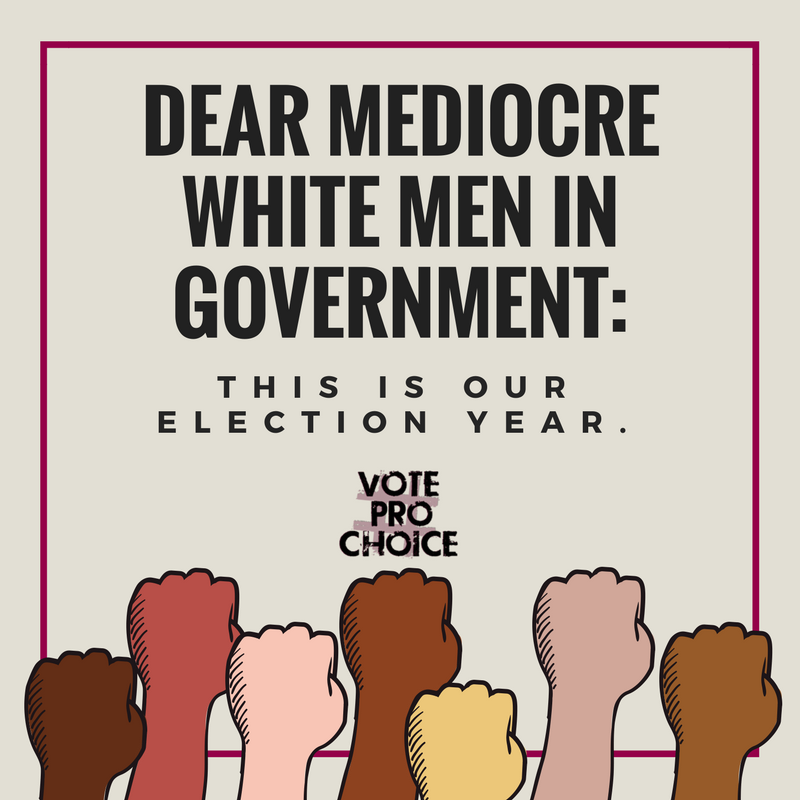 DEAR MEDIOCRE
WHITE MEN IN
GOVERNMENT:
THIS IS OUR
ELECTION YEAR.
VOTE
PRO
CHOICE